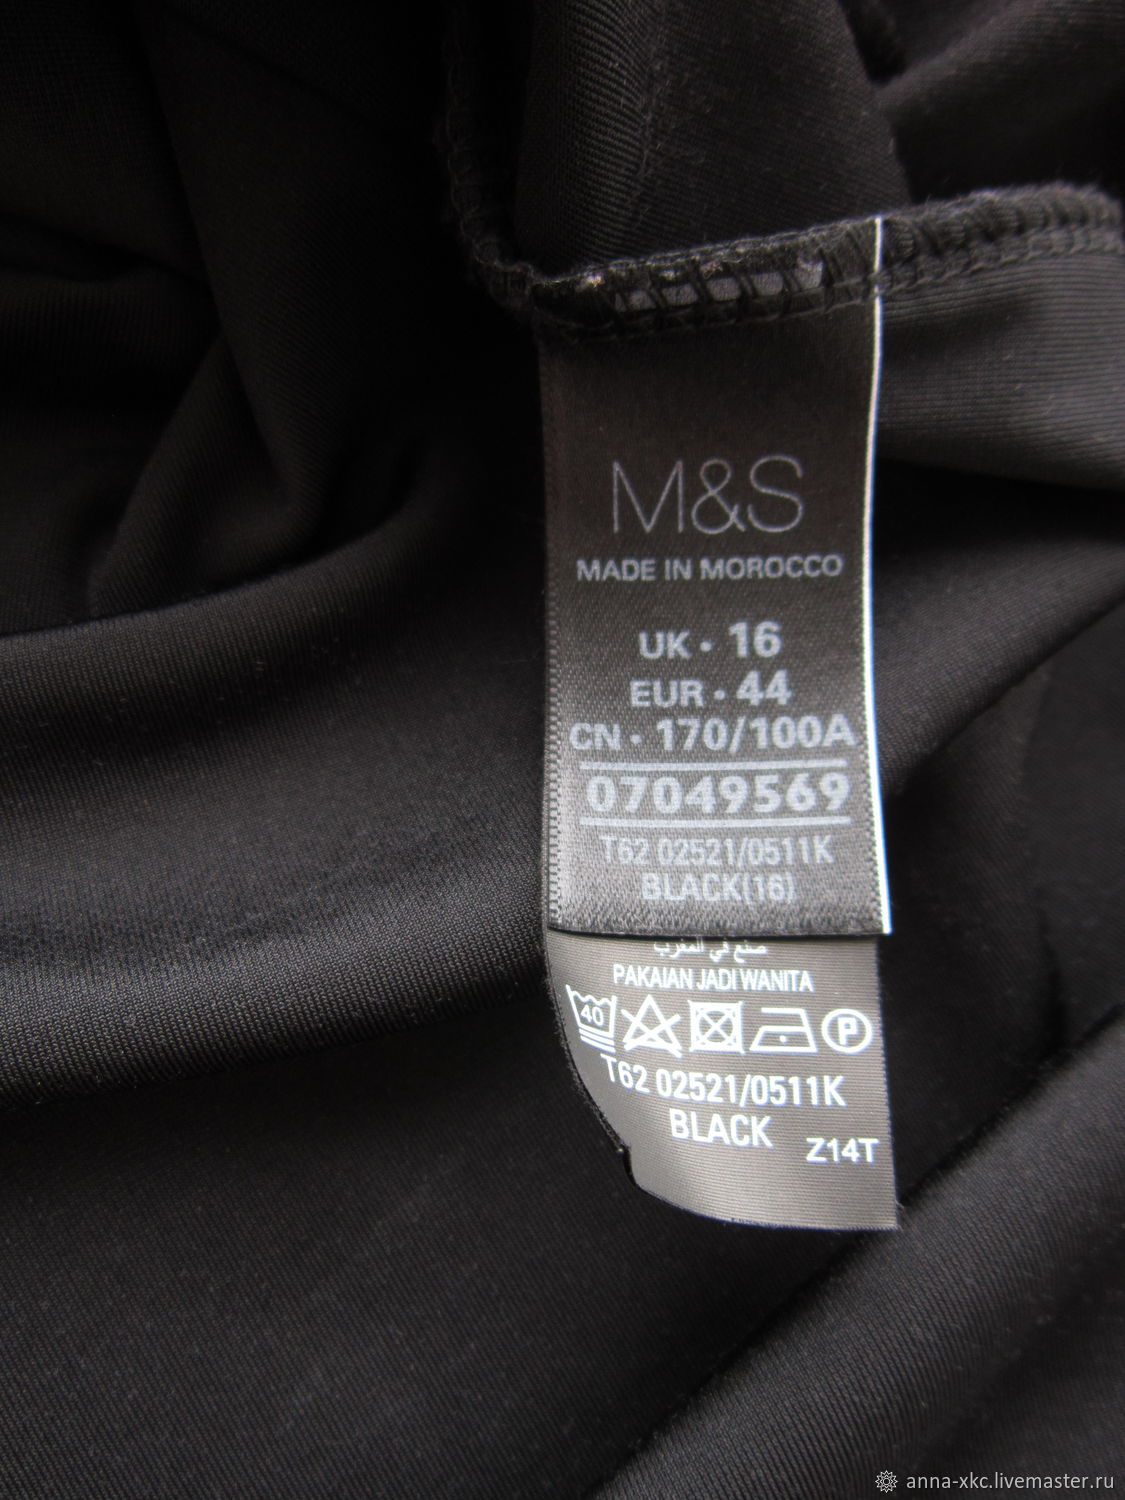 M&S
MADE IN MOROCCO
UK · 16
EUR · 44
CN · 170/100A
07049569
T62 02521/0511K
BLACK(16)
صنع في المغرب
PAKAIAN JADI WANITA
40 P
T62 02521/0511K
BLACK
Z14T
anna-xkc.livemaster.ru